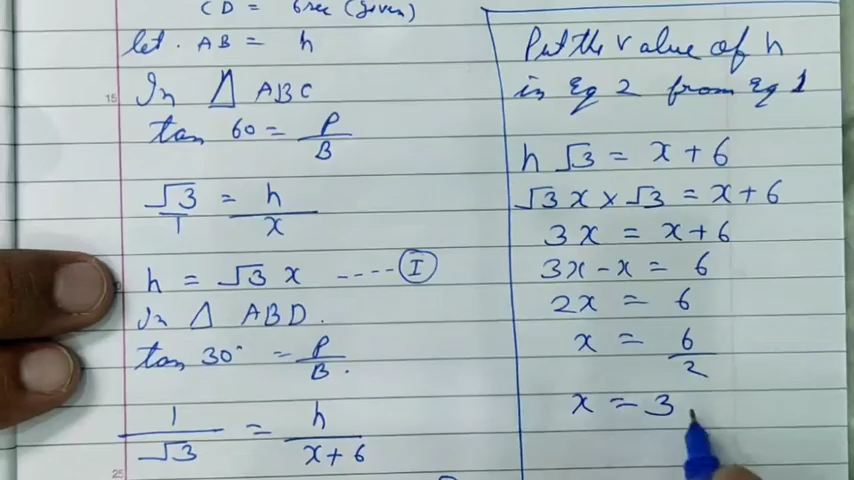 CD = 6sec (given)
let. AB = h
15
In △ ABC
tan 60 = P/B
√3/1 = h/x
h = √3 x ---- (I)
In △ ABD.
tan 30° = P/B.
1/√3 = h/x+6
25
Put the value of h
in Eq 2 from Eq 1
h √3 = x + 6
√3 x × √3 = x + 6
3x = x + 6
3x - x = 6
2x = 6
x = 6/2
x = 3